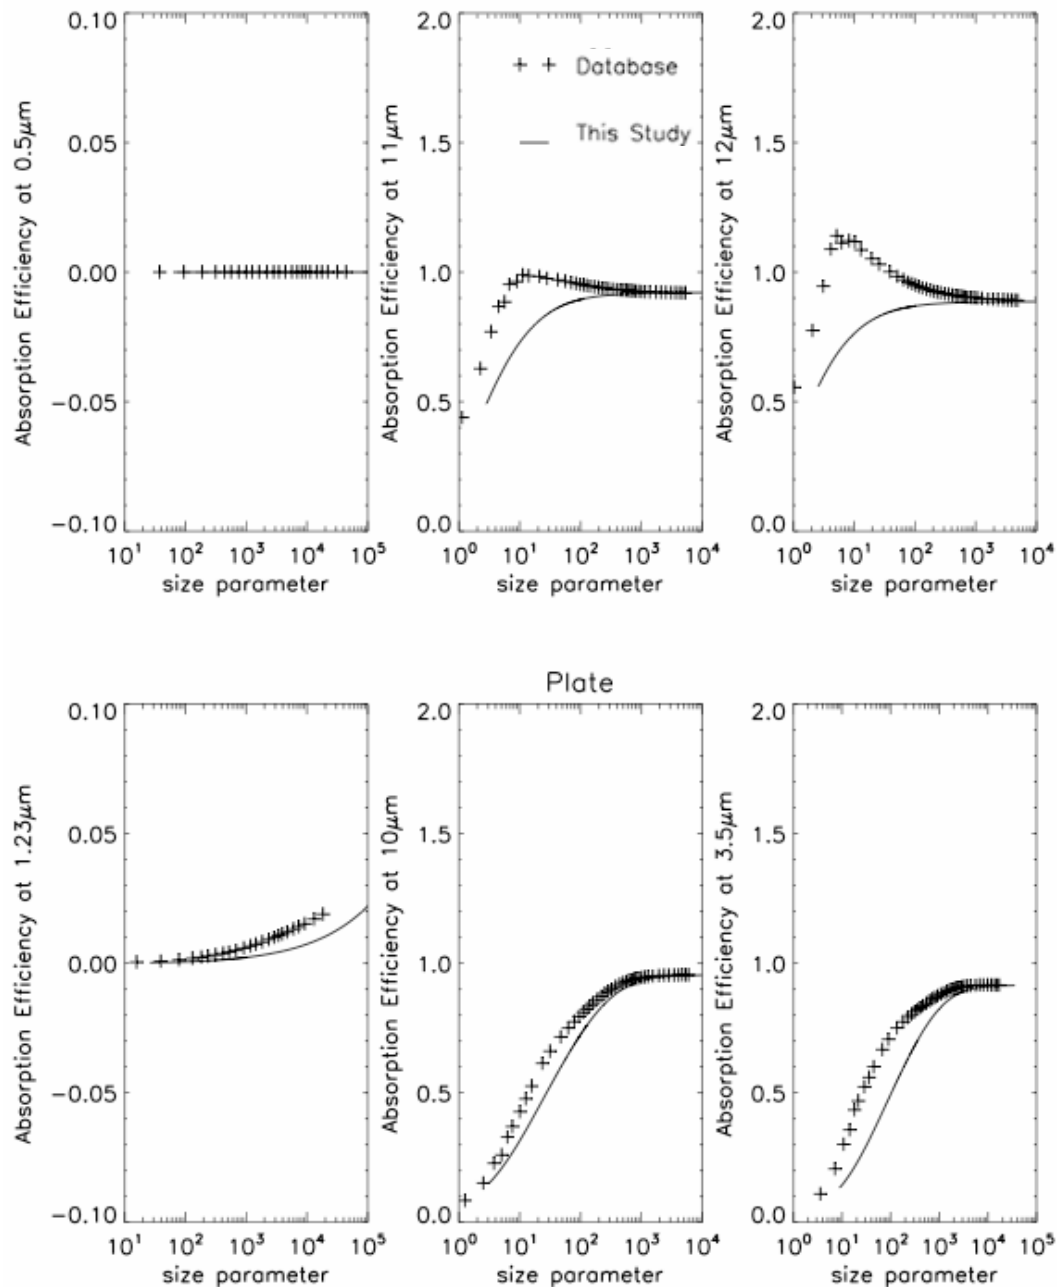 0.10
0.05
0.00
−0.05
−0.10
Absorption Efficiency at 0.5μm
10¹ 10² 10³ 10⁴ 10⁵
size parameter
2.0
1.5
1.0
0.5
0.0
Absorption Efficiency at 11μm
Database
This Study
10⁰ 10¹ 10² 10³ 10⁴
size parameter
2.0
1.5
1.0
0.5
0.0
Absorption Efficiency at 12μm
10⁰ 10¹ 10² 10³ 10⁴
size parameter
Plate
0.10
0.05
0.00
−0.05
−0.10
Absorption Efficiency at 1.23μm
10¹ 10² 10³ 10⁴ 10⁵
size parameter
2.0
1.5
1.0
0.5
0.0
Absorption Efficiency at 10μm
10⁰ 10¹ 10² 10³ 10⁴
size parameter
2.0
1.5
1.0
0.5
0.0
Absorption Efficiency at 3.5μm
10⁰ 10¹ 10² 10³ 10⁴ 10⁵
size parameter